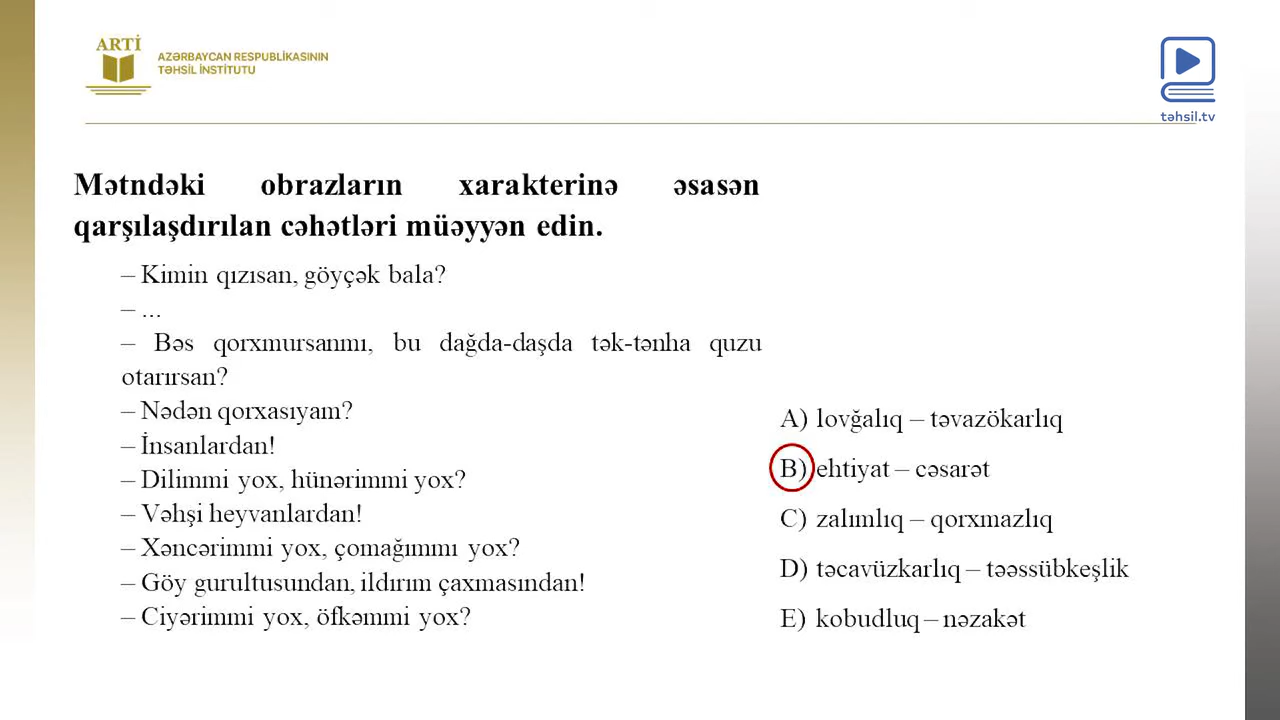 ARTİ
AZƏRBAYCAN RESPUBLİKASININ
TƏHSİL İNSTİTUTU
təhsil.tv
Mətndəki obrazların xarakterinə əsasən
qarşılaşdırılan cəhətləri müəyyən edin.
– Kimin qızısan, göyçək bala?
– ...
– Bəs qorxmursanmı, bu dağda-daşda tək-tənha quzu
otarırsan?
– Nədən qorxasıyam?
– İnsanlardan!
– Dilimmi yox, hünərimmi yox?
– Vəhşi heyvanlardan!
– Xəncərimmi yox, çomağımmı yox?
– Göy gurultusundan, ildırım çaxmasından!
– Ciyərimmi yox, öfkəmmi yox?
A) lovğalıq – təvazökarlıq
B) ehtiyat – cəsarət
C) zalımlıq – qorxmazlıq
D) təcavüzkarlıq – təəssübkeşlik
E) kobudluq – nəzakət